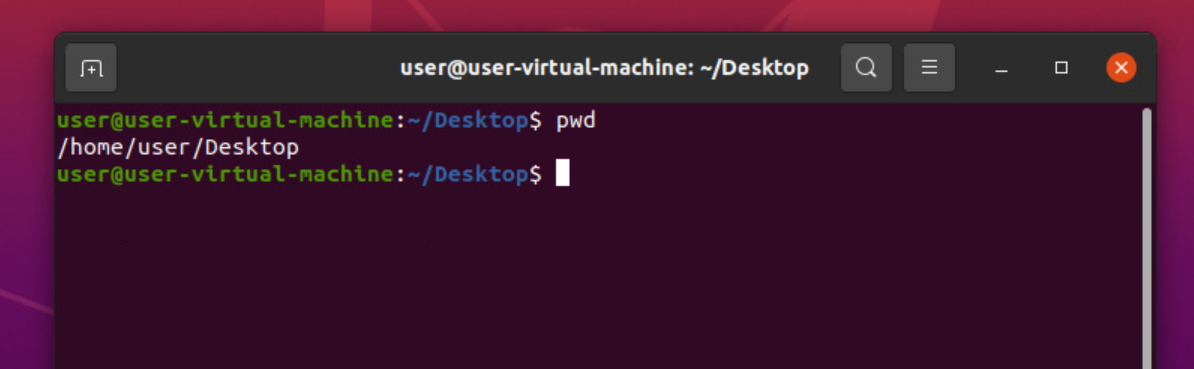 user@user-virtual-machine: ~/Desktop
user@user-virtual-machine:~/Desktop$ pwd
/home/user/Desktop
user@user-virtual-machine:~/Desktop$